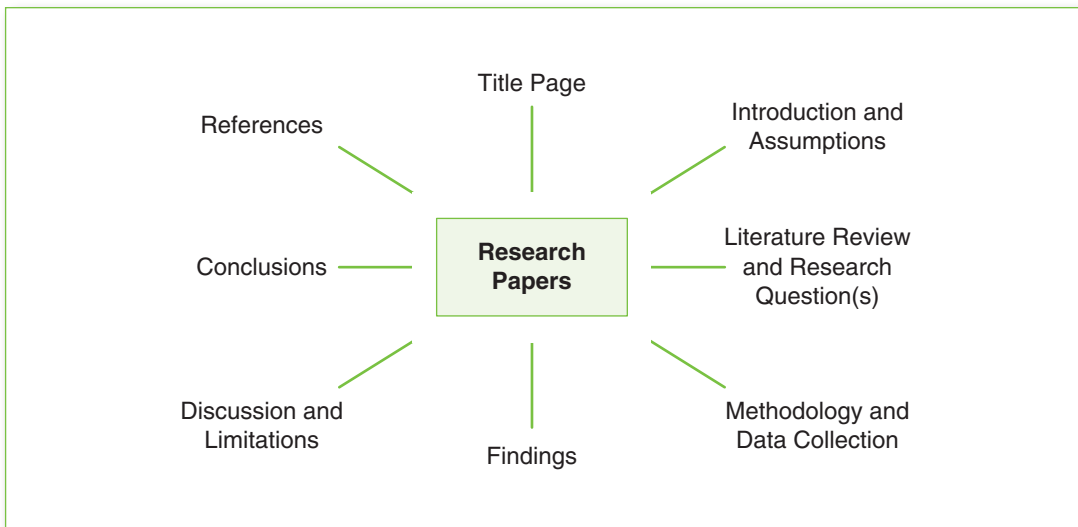 Title Page
Introduction and
Assumptions
Literature Review
and Research
Question(s)
Methodology and
Data Collection
Findings
Discussion and
Limitations
Conclusions
References
Research
Papers